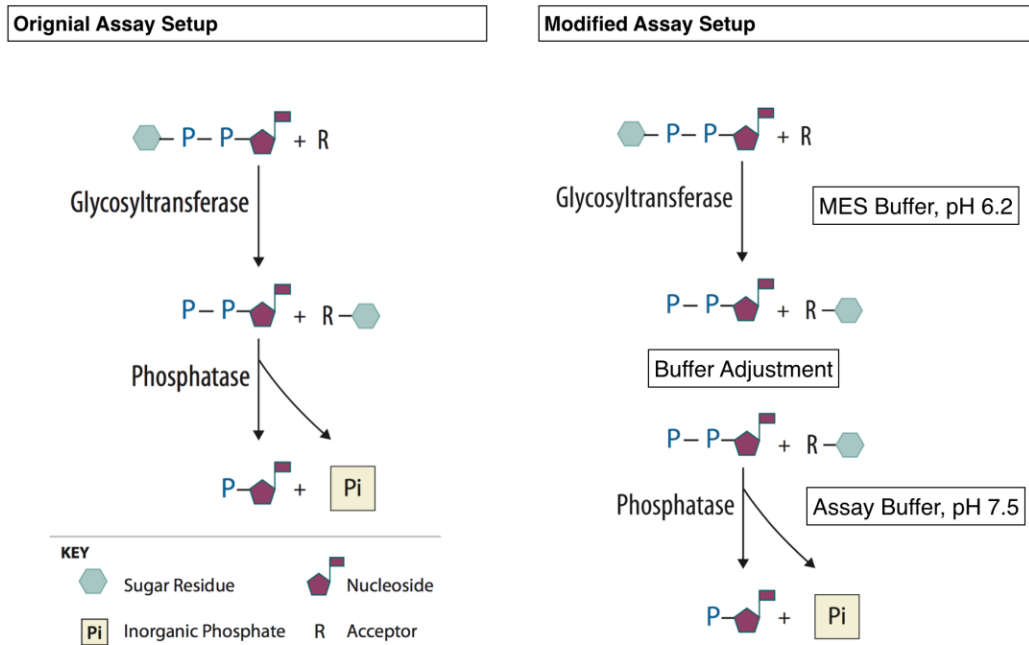 Orignial Assay Setup
P – P + R
Glycosyltransferase
P – P + R
Phosphatase
P + Pi
KEY
Sugar Residue
Nucleoside
Pi Inorganic Phosphate
R Acceptor
Modified Assay Setup
P – P + R
Glycosyltransferase
MES Buffer, pH 6.2
P – P + R
Buffer Adjustment
P – P + R
Phosphatase
Assay Buffer, pH 7.5
P + Pi